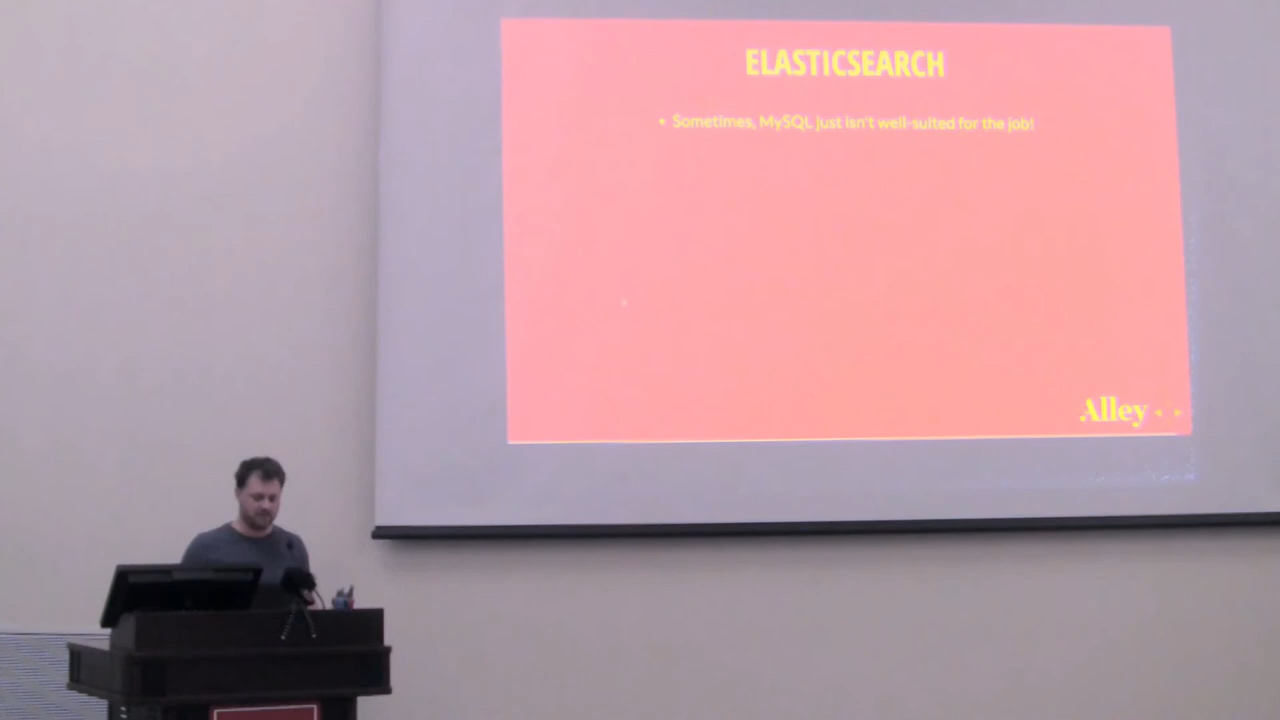 ELASTICSEARCH
• Sometimes, MySQL just isn't well-suited for the job!
Alley